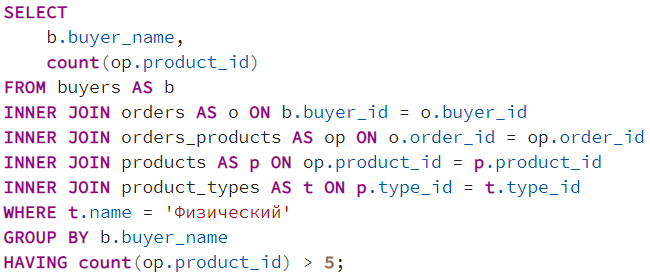 SELECT
    b.buyer_name,
    count(op.product_id)
FROM buyers AS b
INNER JOIN orders AS o ON b.buyer_id = o.buyer_id
INNER JOIN orders_products AS op ON o.order_id = op.order_id
INNER JOIN products AS p ON op.product_id = p.product_id
INNER JOIN product_types AS t ON p.type_id = t.type_id
WHERE t.name = 'Физический'
GROUP BY b.buyer_name
HAVING count(op.product_id) > 5;